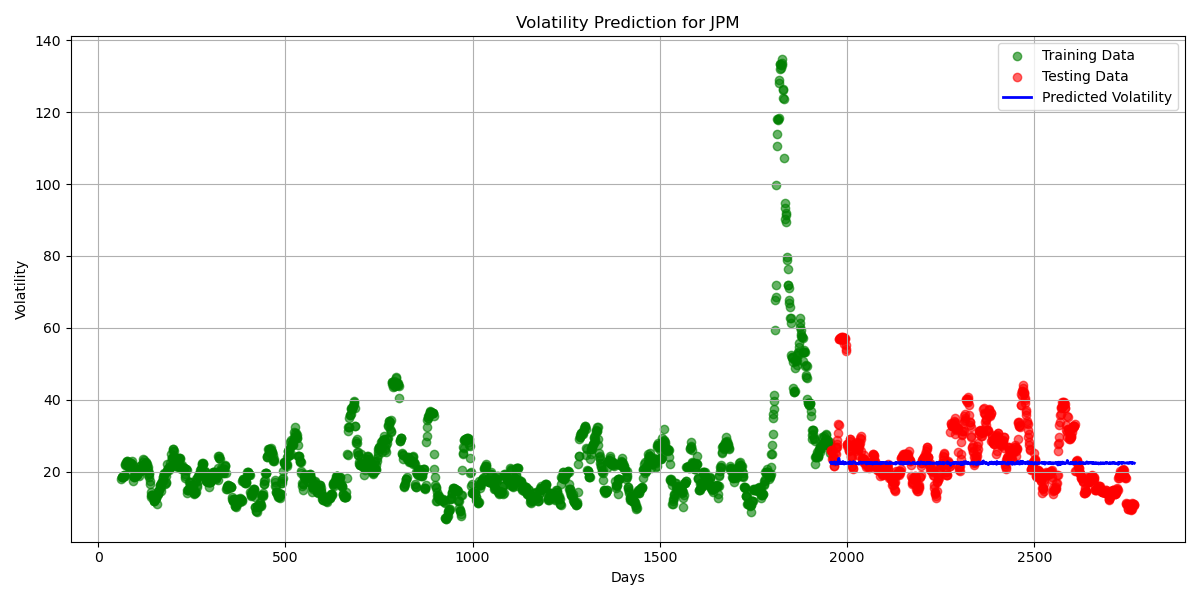 Volatility Prediction for JPM
Training Data
Testing Data
Predicted Volatility
140
120
100
80
60
40
20
Volatility
0
500
1000
1500
2000
2500
Days